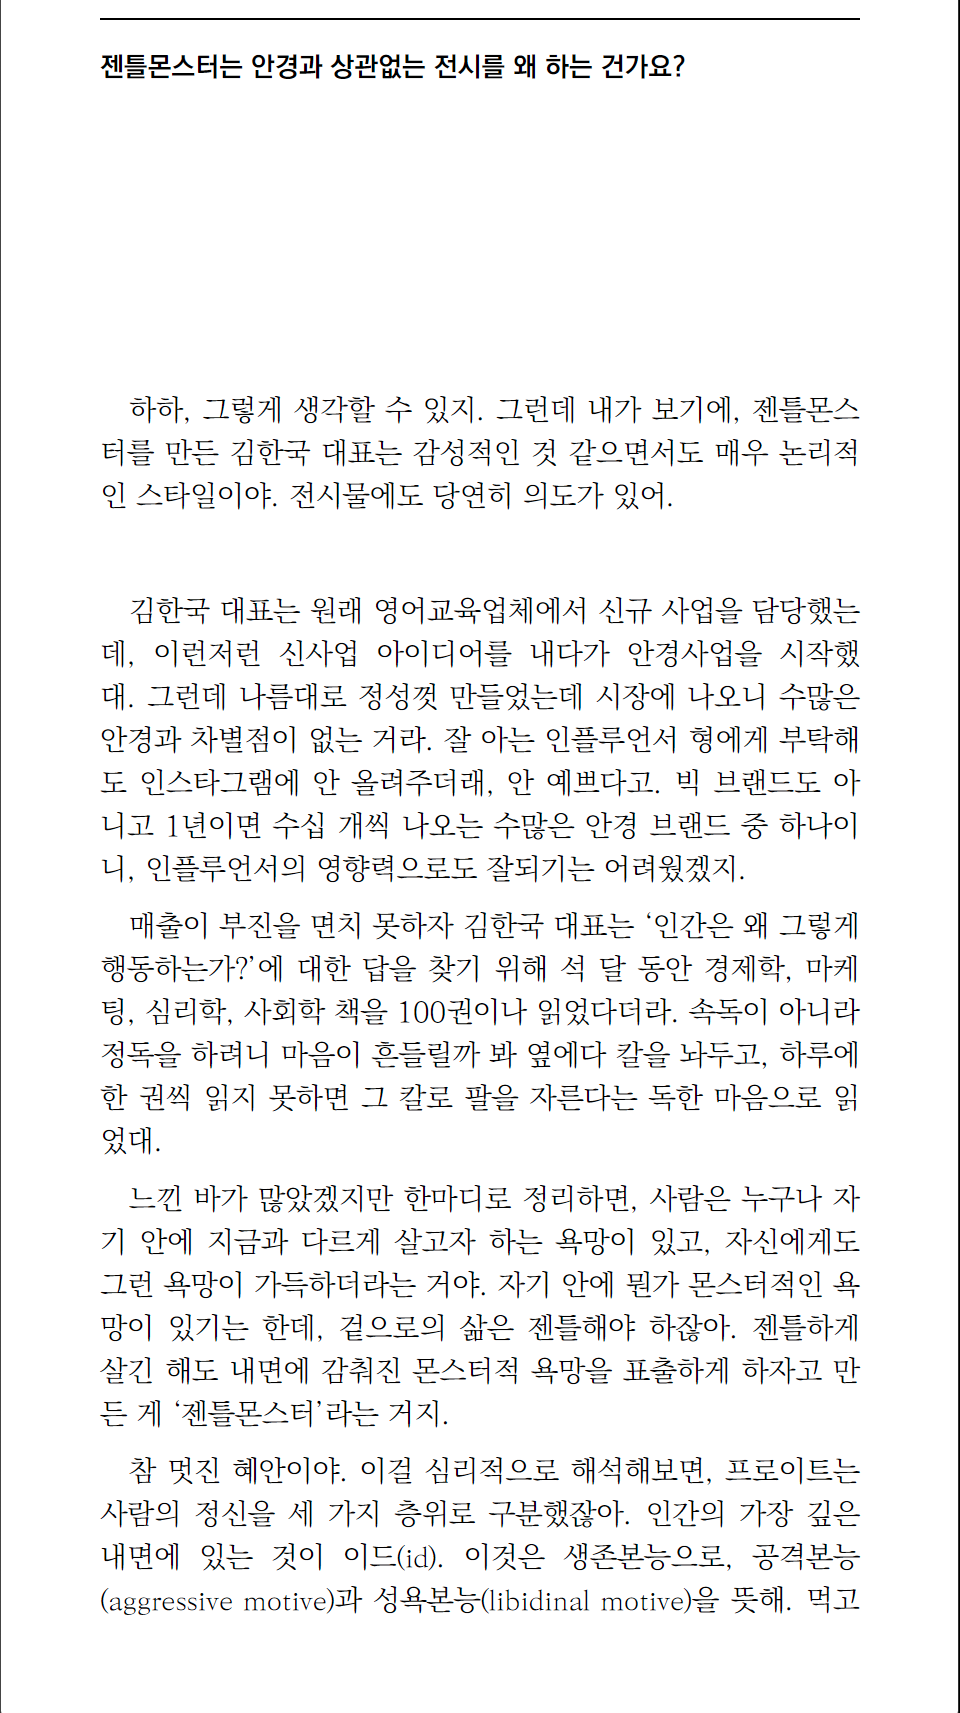 젠틀몬스터는 안경과 상관없는 전시를 왜 하는 건가요?
하하, 그렇게 생각할 수 있지. 그런데 내가 보기에, 젠틀몬스
터를 만든 김한국 대표는 감성적인 것 같으면서도 매우 논리적
인 스타일이야. 전시물에도 당연히 의도가 있어.
김한국 대표는 원래 영어교육업체에서 신규 사업을 담당했는
데, 이런저런 신사업 아이디어를 내다가 안경사업을 시작했
대. 그런데 나름대로 정성껏 만들었는데 시장에 나오니 수많은
안경과 차별점이 없는 거라. 잘 아는 인플루언서 형에게 부탁해
도 인스타그램에 안 올려주더래, 안 예쁘다고. 빅 브랜드도 아
니고 1년이면 수십 개씩 나오는 수많은 안경 브랜드 중 하나이
니, 인플루언서의 영향력으로도 잘되기는 어려웠겠지.
매출이 부진을 면치 못하자 김한국 대표는 ‘인간은 왜 그렇게
행동하는가?’에 대한 답을 찾기 위해 석 달 동안 경제학, 마케
팅, 심리학, 사회학 책을 100권이나 읽었다더라. 속독이 아니라
정독을 하려니 마음이 흔들릴까 봐 옆에다 칼을 놔두고, 하루에
한 권씩 읽지 못하면 그 칼로 팔을 자른다는 독한 마음으로 읽
었대.
느낀 바가 많았겠지만 한마디로 정리하면, 사람은 누구나 자
기 안에 지금과 다르게 살고자 하는 욕망이 있고, 자신에게도
그런 욕망이 가득하더라는 거야. 자기 안에 뭔가 몬스터적인 욕
망이 있기는 한데, 겉으로의 삶은 젠틀해야 하잖아. 젠틀하게
살긴 해도 내면에 감춰진 몬스터적 욕망을 표출하게 하자고 만
든 게 ‘젠틀몬스터’라는 거지.
참 멋진 혜안이야. 이걸 심리적으로 해석해보면, 프로이트는
사람의 정신을 세 가지 층위로 구분했잖아. 인간의 가장 깊은
내면에 있는 것이 이드(id). 이것은 생존본능으로, 공격본능
(aggressive motive)과 성욕본능(libidinal motive)을 뜻해. 먹고